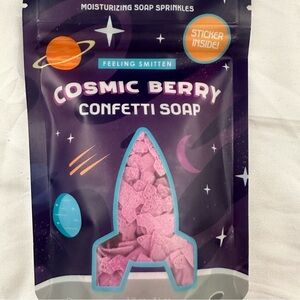 MOISTURIZING SOAP SPRINKLES
STICKER
INSIDE!
FEELING SMITTEN
COSMIC BERRY
CONFETTI SOAP